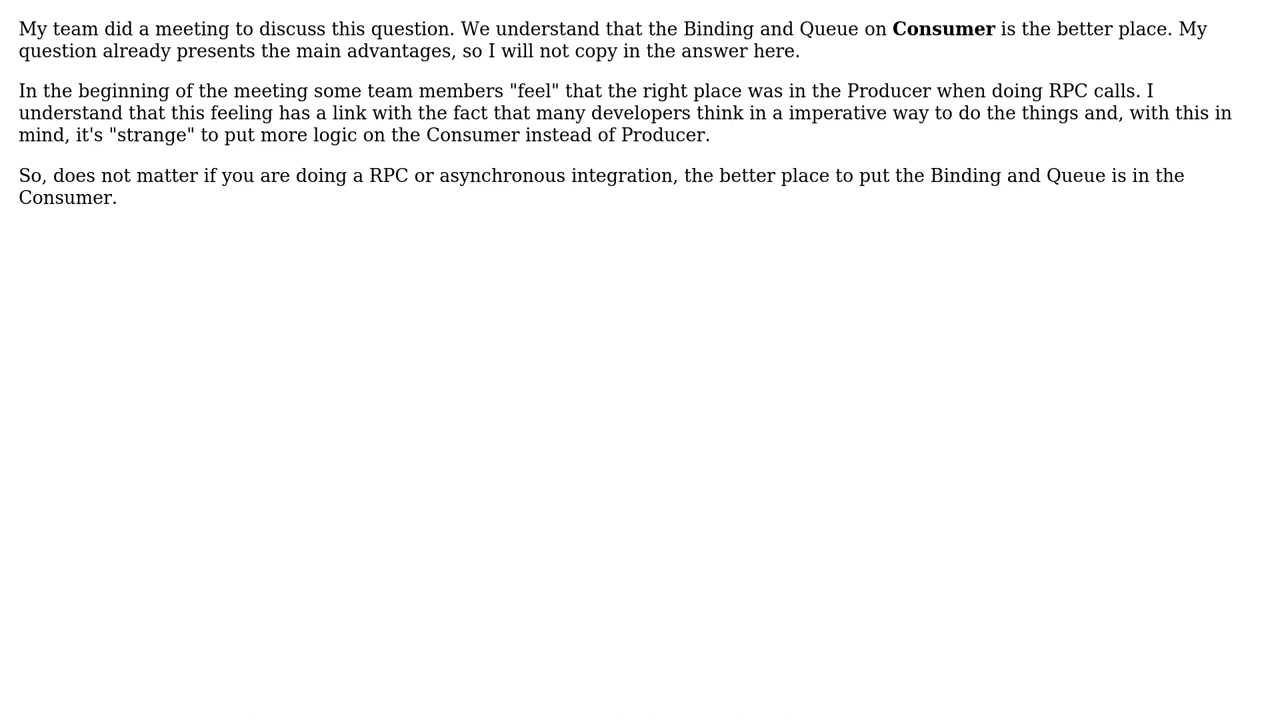 My team did a meeting to discuss this question. We understand that the Binding and Queue on Consumer is the better place. My
question already presents the main advantages, so I will not copy in the answer here.
In the beginning of the meeting some team members "feel" that the right place was in the Producer when doing RPC calls. I
understand that this feeling has a link with the fact that many developers think in a imperative way to do the things and, with this in
mind, it's "strange" to put more logic on the Consumer instead of Producer.
So, does not matter if you are doing a RPC or asynchronous integration, the better place to put the Binding and Queue is in the
Consumer.